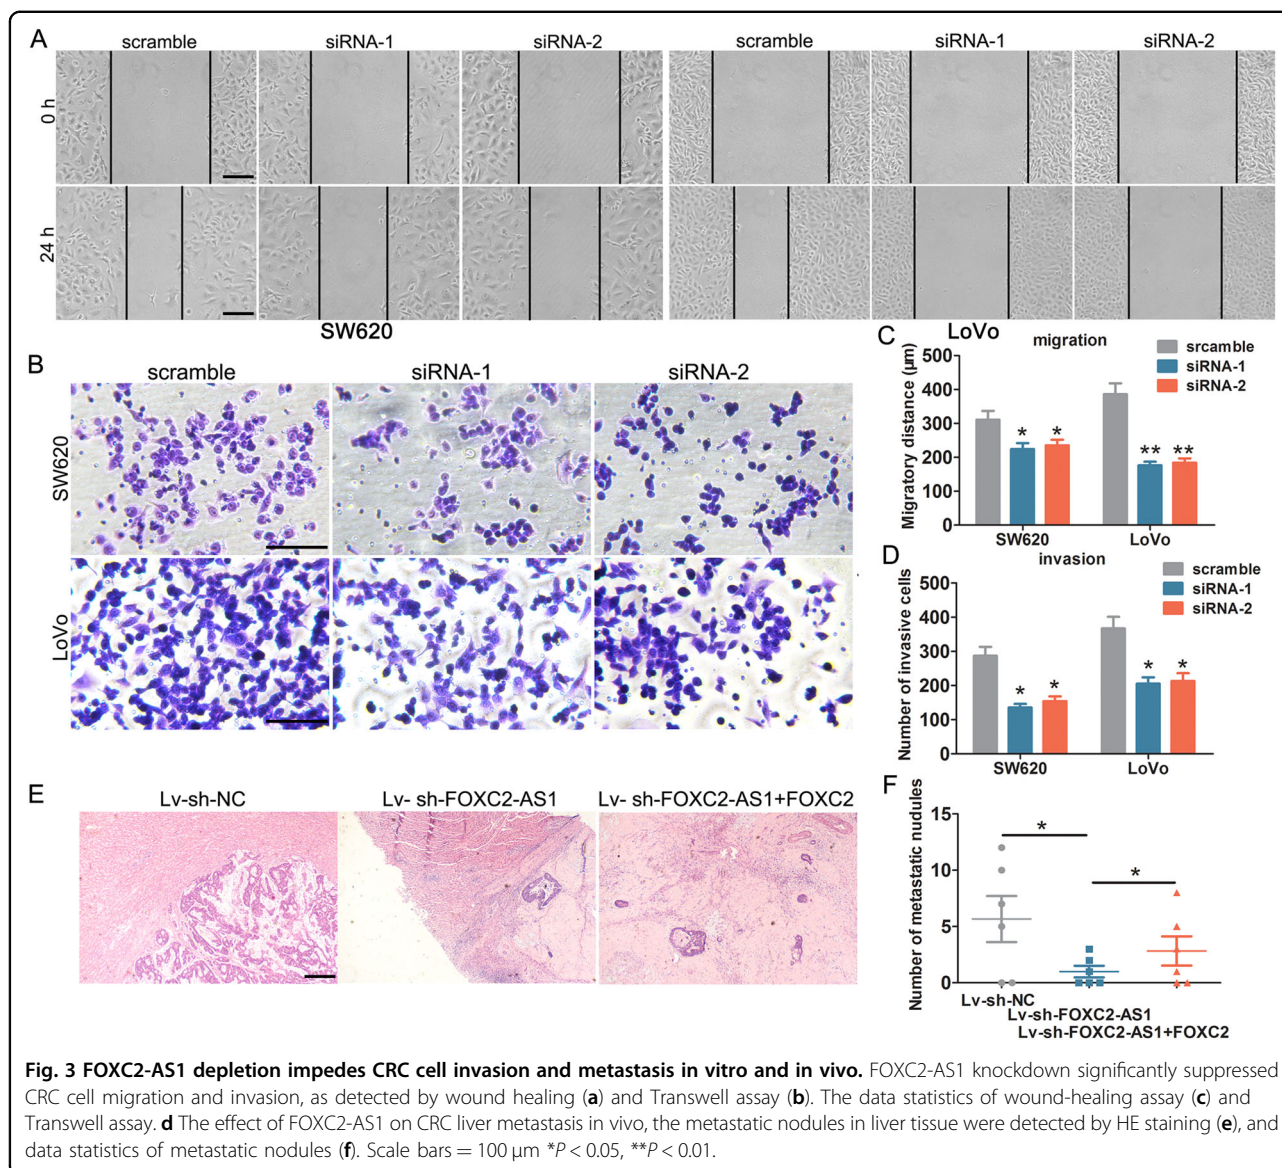 A
scramble siRNA-1 siRNA-2 scramble siRNA-1 siRNA-2
0 h
24 h
SW620 LoVo
B
scramble siRNA-1 siRNA-2
SW620
LoVo
C
migration
srcamble
siRNA-1
siRNA-2
Migratory distance (µm)
500
400
300
200
100
0
* * ** **
SW620 LoVo
D
invasion
scramble
siRNA-1
siRNA-2
Number of invasive cells
500
400
300
200
100
0
* * * *
SW620 LoVo
E
Lv-sh-NC Lv- sh-FOXC2-AS1 Lv- sh-FOXC2-AS1+FOXC2
F
Number of metastatic nudules
15
10
5
0
* *
Lv-sh-NC
Lv-sh-FOXC2-AS1
Lv-sh-FOXC2-AS1+FOXC2
Fig. 3 FOXC2-AS1 depletion impedes CRC cell invasion and metastasis in vitro and in vivo. FOXC2-AS1 knockdown significantly suppressed
CRC cell migration and invasion, as detected by wound healing (a) and Transwell assay (b). The data statistics of wound-healing assay (c) and
Transwell assay. d The effect of FOXC2-AS1 on CRC liver metastasis in vivo, the metastatic nodules in liver tissue were detected by HE staining (e), and
data statistics of metastatic nodules (f). Scale bars = 100 µm *P < 0.05, **P < 0.01.